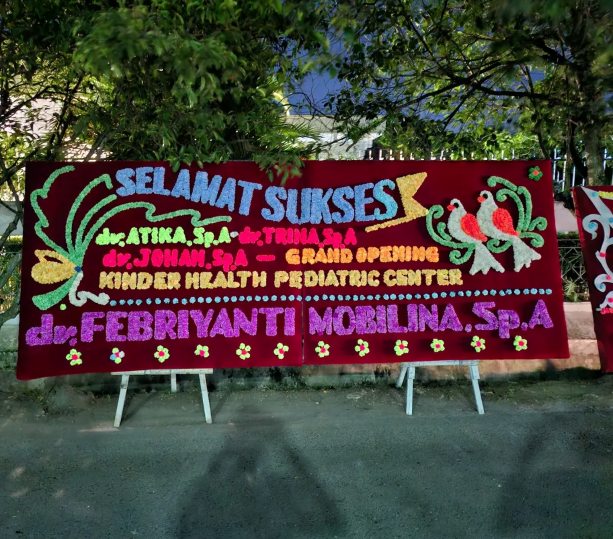 SELAMAT SUKSES
dr. ATIKA, Sp,A - dr. TRINA, Sp,A
dr. JOHAN, Sp,A — GRAND OPENING
KINDER HEALTH PEDIATRIC CENTER
dr. FEBRIYANTI MOBILINA, Sp,A